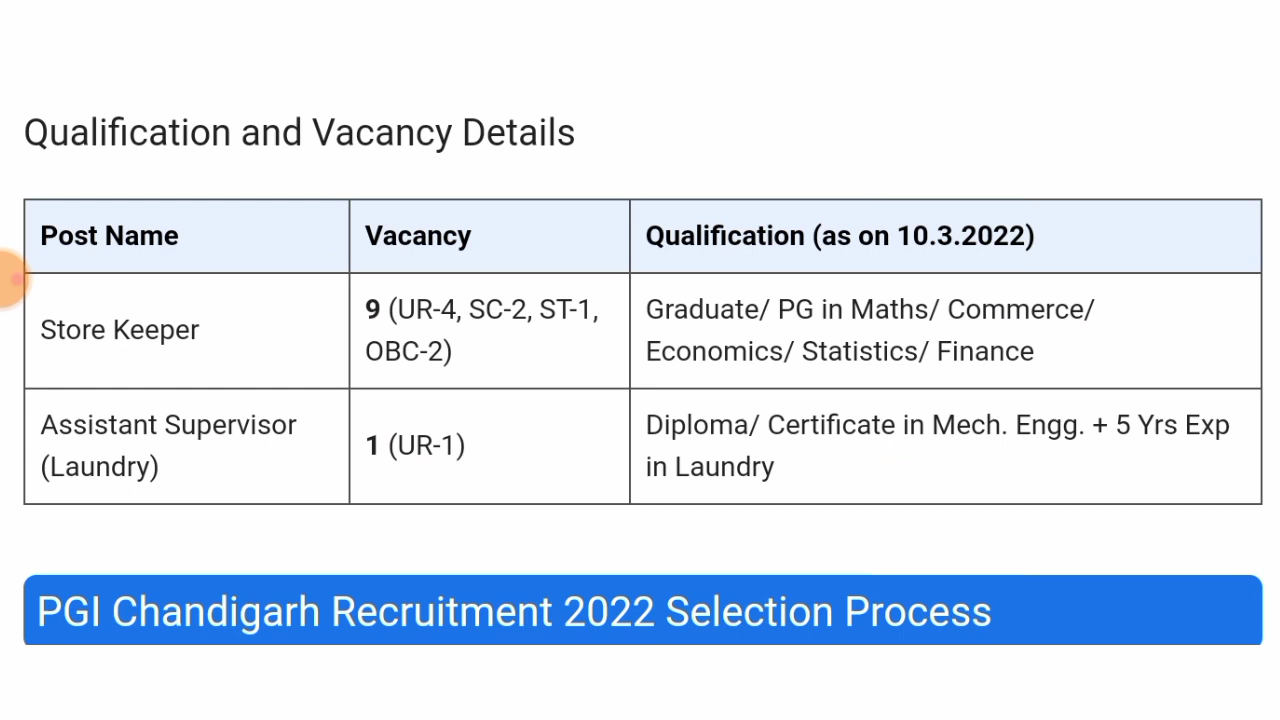 Qualification and Vacancy Details
Post Name
Vacancy
Qualification (as on 10.3.2022)
Store Keeper
9 (UR-4, SC-2, ST-1,
OBC-2)
Graduate/ PG in Maths/ Commerce/
Economics/ Statistics/ Finance
Assistant Supervisor
(Laundry)
1 (UR-1)
Diploma/ Certificate in Mech. Engg. + 5 Yrs Exp
in Laundry
PGI Chandigarh Recruitment 2022 Selection Process